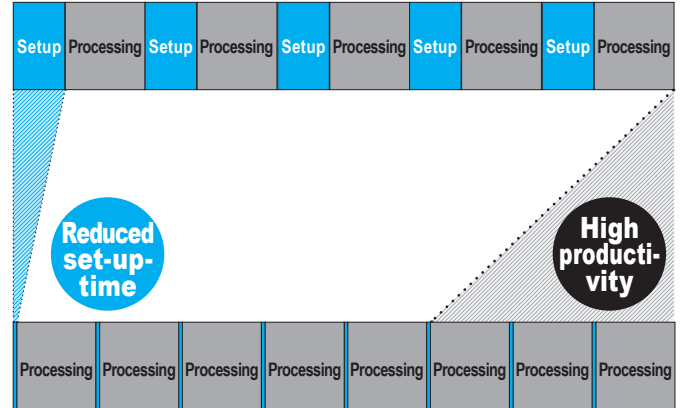 Setup Processing Setup Processing Setup Processing Setup Processing Setup Processing
Reduced
set-up-
time
High
producti-
vity
Processing Processing Processing Processing Processing Processing Processing Processing